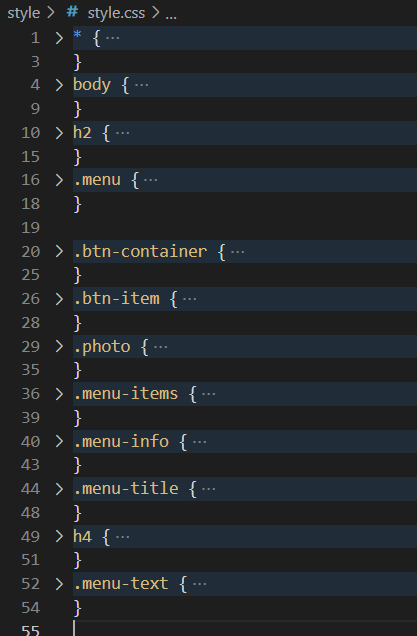 style > # style.css > ...
1 > * { ···
3 }
4 > body { ···
9 }
10 > h2 { ···
15 }
16 > .menu { ···
18 }
19
20 > .btn-container { ···
25 }
26 > .btn-item { ···
28 }
29 > .photo { ···
35 }
36 > .menu-items { ···
39 }
40 > .menu-info { ···
43 }
44 > .menu-title { ···
48 }
49 > h4 { ···
51 }
52 > .menu-text { ···
54 }
55